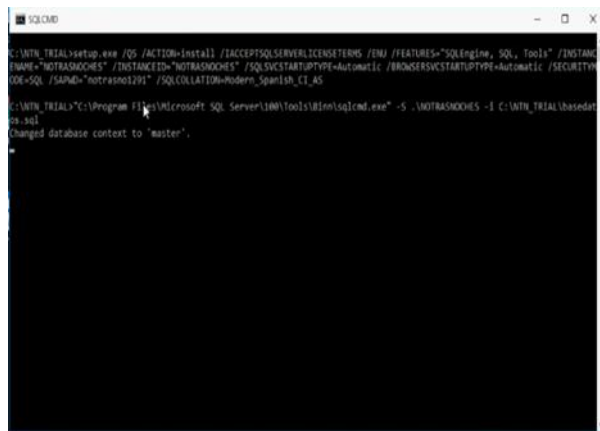 SQLCMD
C:\NTN_TRIAL>setup.exe /QS /ACTION=install /IACCEPTSQLSERVERLICENSETERMS /ENU /FEATURES="SQLEngine, SQL, Tools" /INSTANC
ENAME="NOTRASNOCHES" /INSTANCEID="NOTRASNOCHES" /SQLSVCSTARTUPTYPE=Automatic /BROWSERSVCSTARTUPTYPE=Automatic /SECURITYM
ODE=SQL /SAPWD="notrasno1291" /SQLCOLLATION=Modern_Spanish_CI_AS
C:\NTN_TRIAL>"C:\Program Files\Microsoft SQL Server\100\Tools\Binn\sqlcmd.exe" -S .\NOTRASNOCHES -i C:\NTN_TRIAL\basedat
os.sql
Changed database context to 'master'.